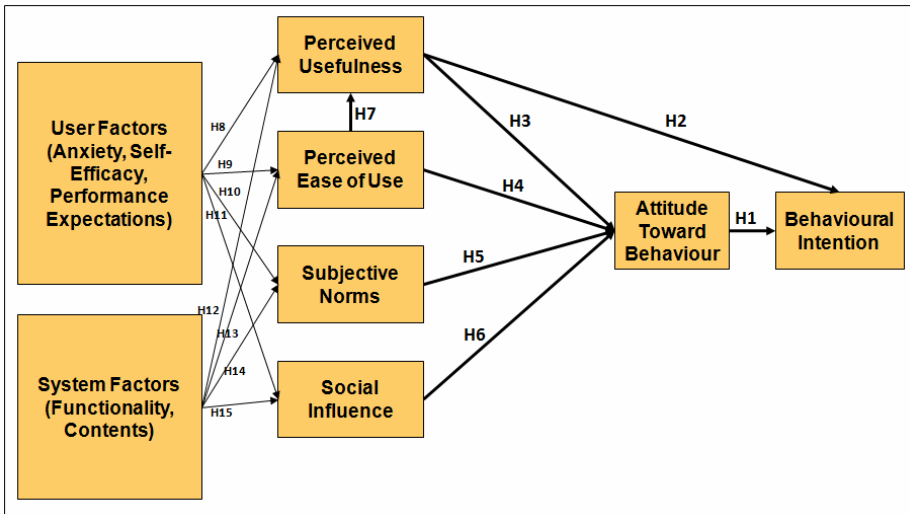 User Factors
(Anxiety, Self-
Efficacy,
Performance
Expectations)
System Factors
(Functionality,
Contents)
H8
H9
H10
H11
H12
H13
H14
H15
Perceived
Usefulness
H7
Perceived
Ease of Use
Subjective
Norms
Social
Influence
H3
H2
H4
H5
H6
Attitude
Toward
Behaviour
H1
Behavioural
Intention